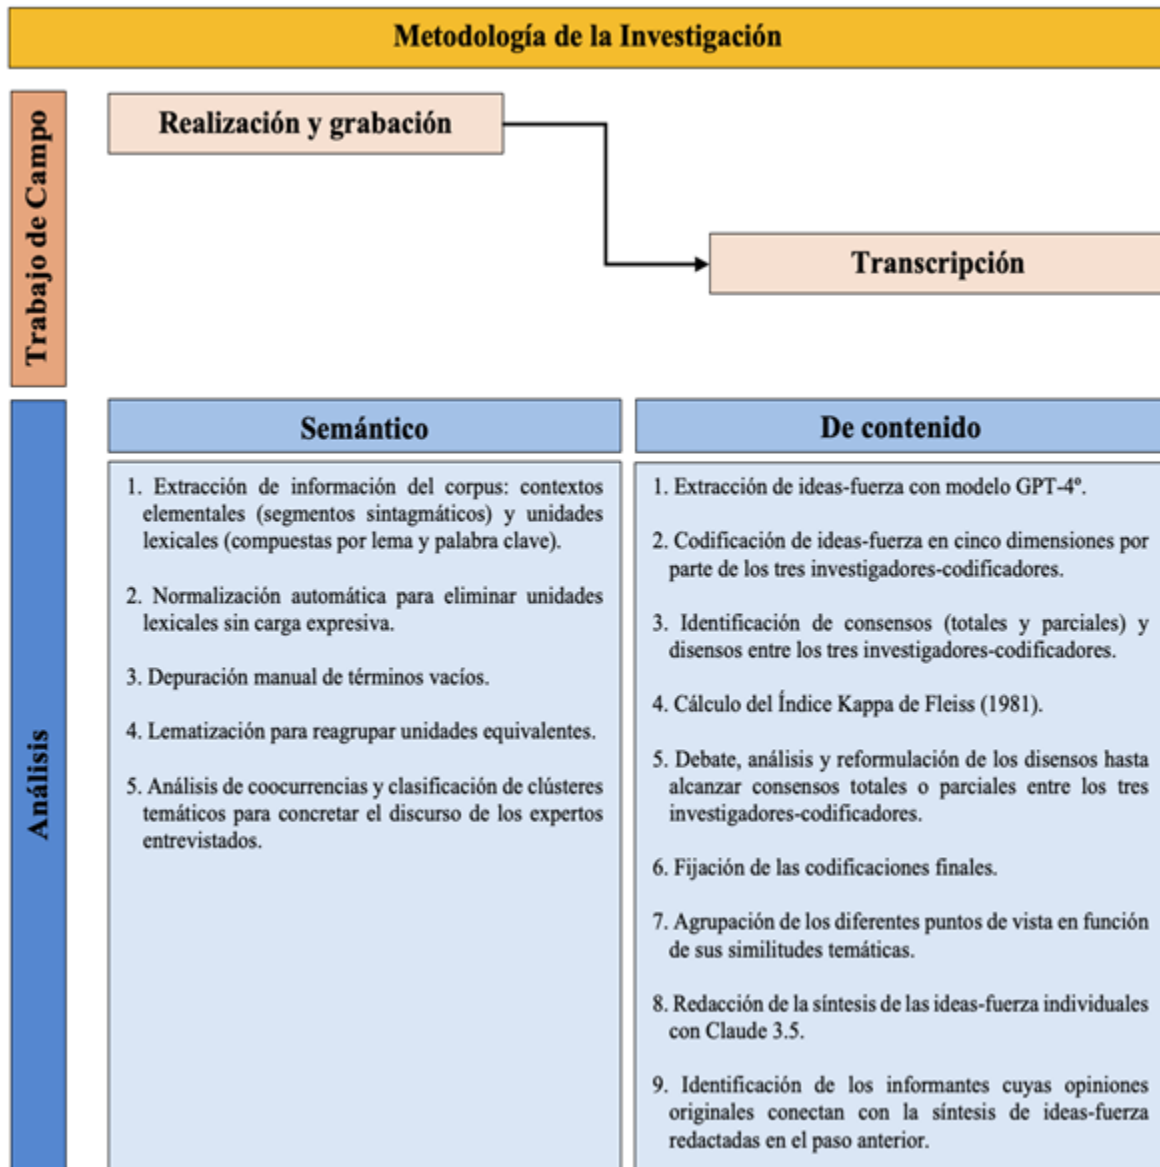 Metodología de la Investigación
Trabajo de Campo
Realización y grabación
Transcripción
Análisis
Semántico
1. Extracción de información del corpus: contextos
elementales (segmentos sintagmáticos) y unidades
lexicales (compuestas por lema y palabra clave).
2. Normalización automática para eliminar unidades
lexicales sin carga expresiva.
3. Depuración manual de términos vacíos.
4. Lematización para reagrupar unidades equivalentes.
5. Análisis de coocurrencias y clasificación de clústeres
temáticos para concretar el discurso de los expertos
entrevistados.
De contenido
1. Extracción de ideas-fuerza con modelo GPT-4º.
2. Codificación de ideas-fuerza en cinco dimensiones por
parte de los tres investigadores-codificadores.
3. Identificación de consensos (totales y parciales) y
disensos entre los tres investigadores-codificadores.
4. Cálculo del Índice Kappa de Fleiss (1981).
5. Debate, análisis y reformulación de los disensos hasta
alcanzar consensos totales o parciales entre los tres
investigadores-codificadores.
6. Fijación de las codificaciones finales.
7. Agrupación de los diferentes puntos de vista en función
de sus similitudes temáticas.
8. Redacción de la síntesis de las ideas-fuerza individuales
con Claude 3.5.
9. Identificación de los informantes cuyas opiniones
originales conectan con la síntesis de ideas-fuerza
redactadas en el paso anterior.